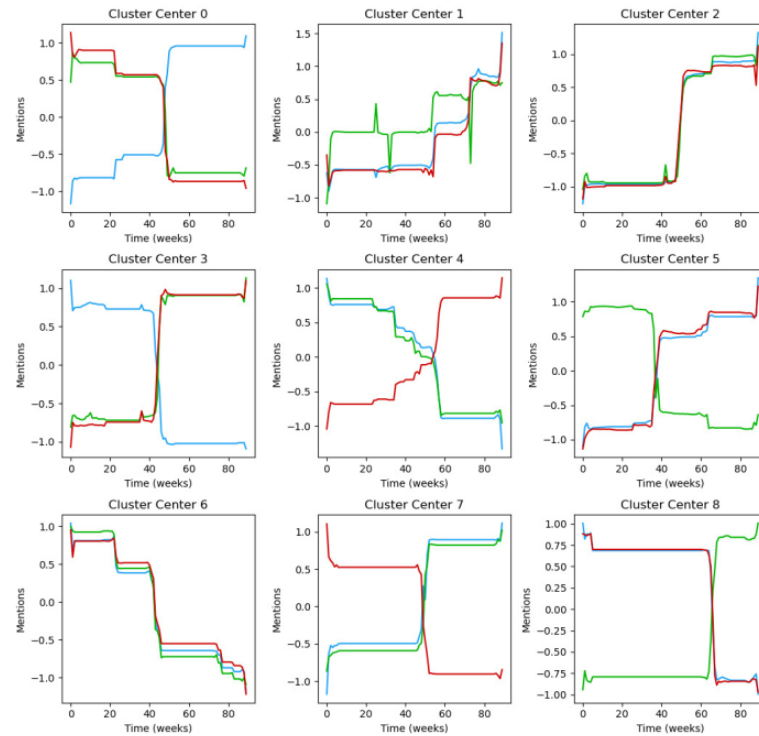 Cluster Center 0
Cluster Center 1
Cluster Center 2
1.0
0.5
0.0
−0.5
−1.0
Mentions
0 20 40 60 80
Time (weeks)
1.5
1.0
0.5
0.0
−0.5
−1.0
Mentions
0 20 40 60 80
Time (weeks)
1.5
1.0
0.5
0.0
−0.5
−1.0
Mentions
0 20 40 60 80
Time (weeks)
Cluster Center 3
Cluster Center 4
Cluster Center 5
1.0
0.5
0.0
−0.5
−1.0
Mentions
0 20 40 60 80
Time (weeks)
1.0
0.5
0.0
−0.5
−1.0
Mentions
0 20 40 60 80
Time (weeks)
1.0
0.5
0.0
−0.5
−1.0
Mentions
0 20 40 60 80
Time (weeks)
Cluster Center 6
Cluster Center 7
Cluster Center 8
1.0
0.5
0.0
−0.5
−1.0
Mentions
0 20 40 60 80
Time (weeks)
1.0
0.5
0.0
−0.5
−1.0
Mentions
0 20 40 60 80
Time (weeks)
1.00
0.75
0.50
0.25
0.00
−0.25
−0.50
−0.75
−1.00
Mentions
0 20 40 60 80
Time (weeks)